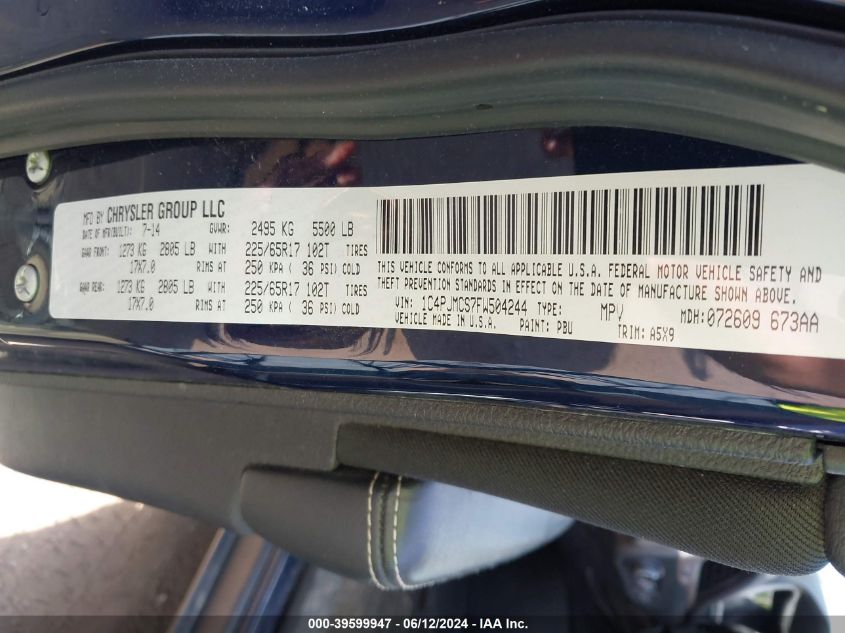 MFD BY CHRYSLER GROUP LLC
DATE OF MFR(BUILT): 7-14 GVWR: 2495 KG 5500 LB
GAWR FRONT: 1273 KG 2805 LB WITH 225/65R17 102T TIRES
17X7.0 RIMS AT 250 KPA ( 36 PSI) COLD
GAWR REAR: 1273 KG 2805 LB WITH 225/65R17 102T TIRES
17X7.0 RIMS AT 250 KPA ( 36 PSI) COLD
THIS VEHICLE CONFORMS TO ALL APPLICABLE U.S.A. FEDERAL MOTOR VEHICLE SAFETY AND
THEFT PREVENTION STANDARDS IN EFFECT ON THE DATE OF MANUFACTURE SHOWN ABOVE.
VIN: 1C4PJMCS7FW504244 TYPE: MPV MDH: 072609 673AA
VEHICLE MADE IN U.S.A. PAINT: PBU TRIM: A5X9
000-39599947 - 06/12/2024 - IAAI.com